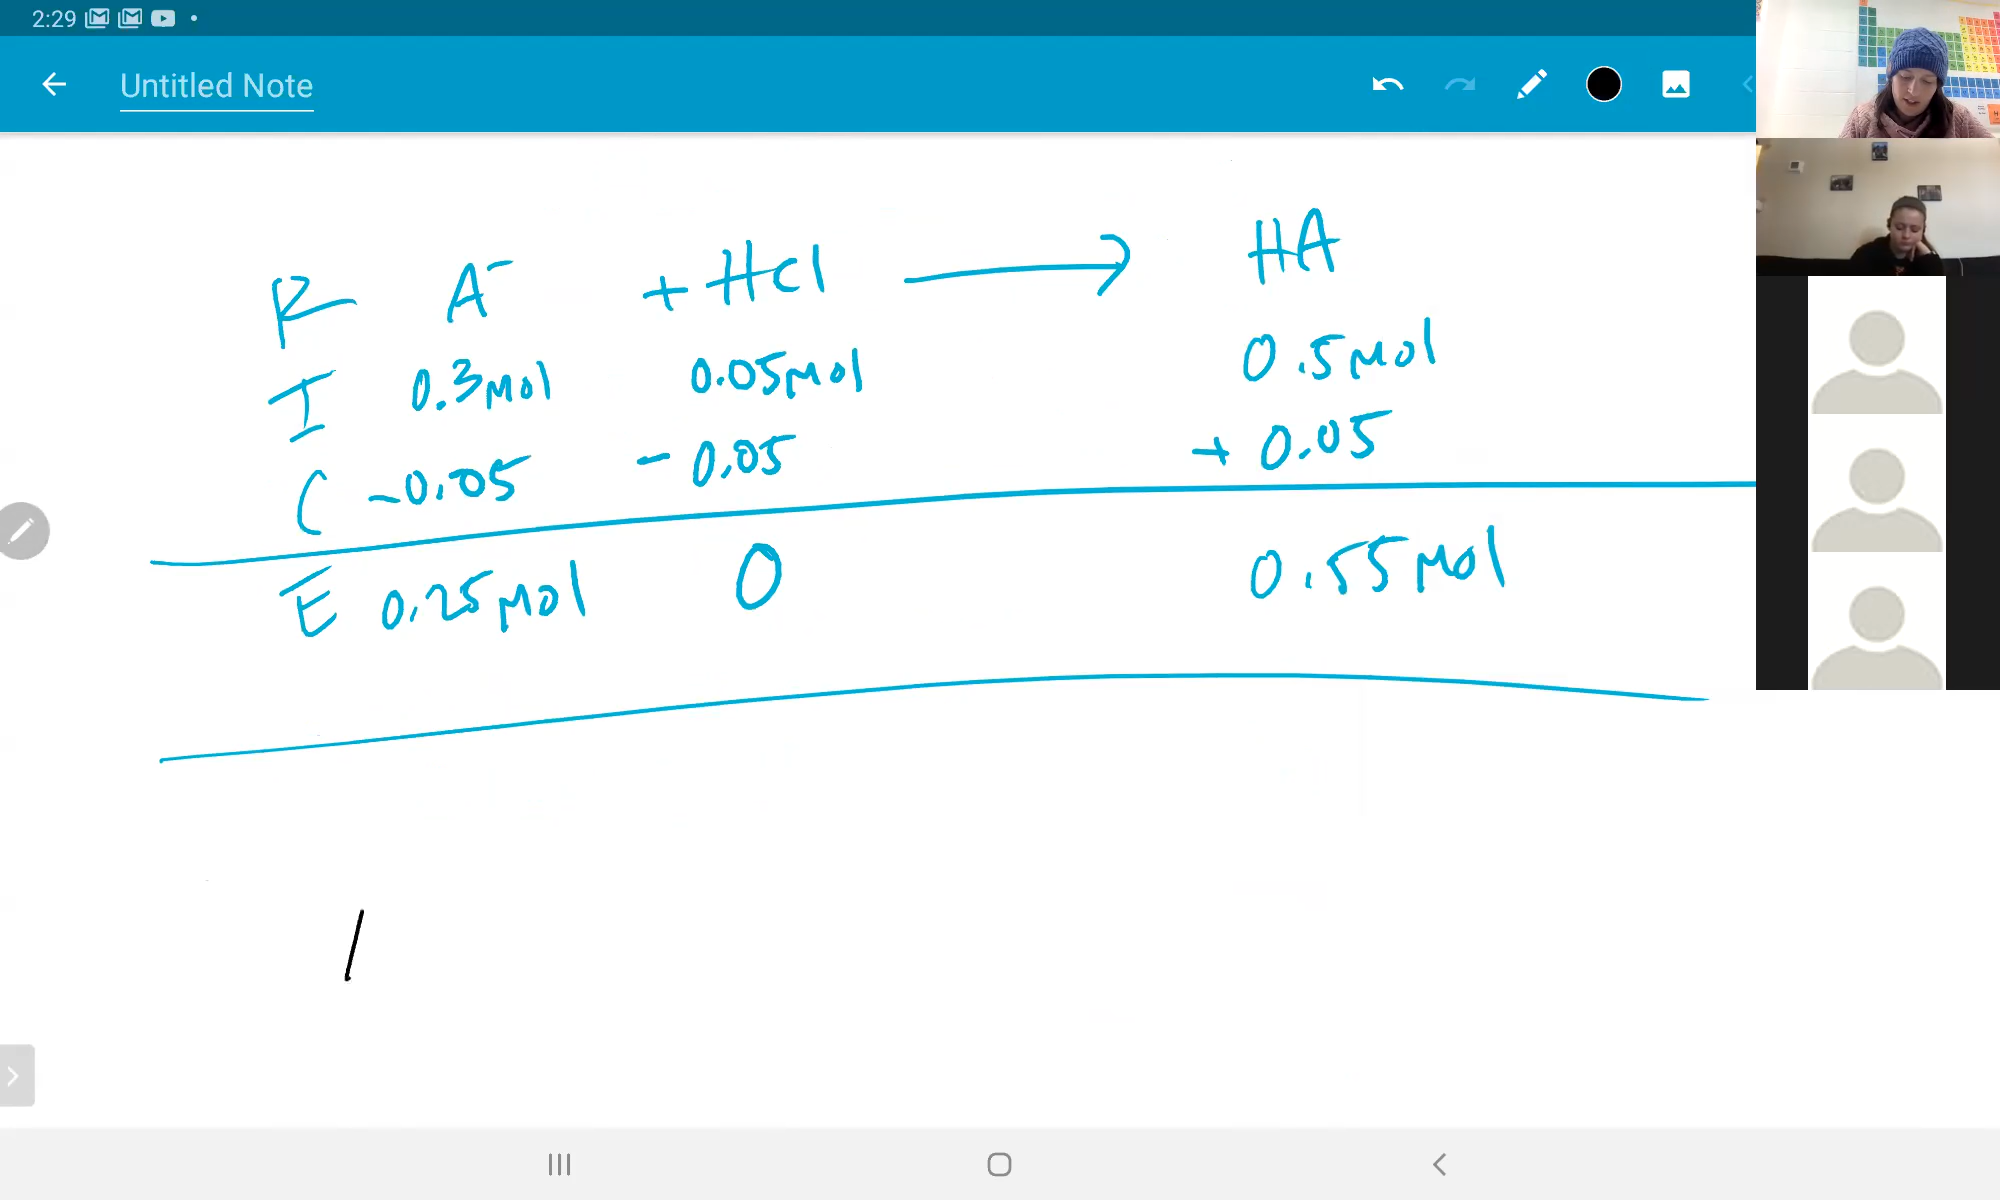 2:29
Untitled Note
R A⁻ + HCl → HA
I 0.3mol 0.05mol 0.5mol
C -0.05 - 0.05 + 0.05
E 0.25mol 0 0.55mol